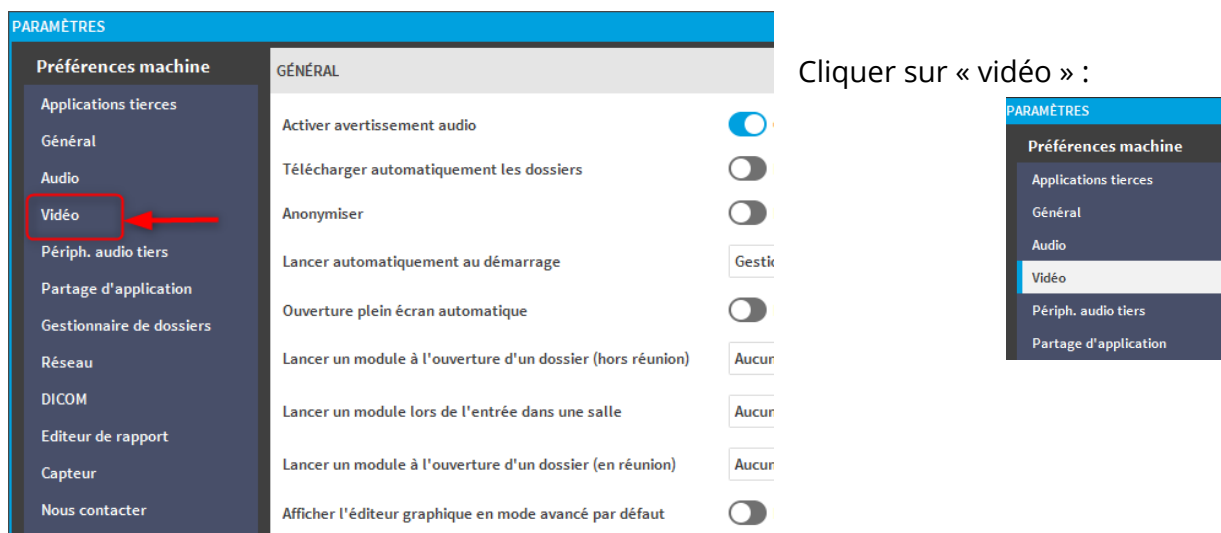 PARAMÈTRES
Préférences machine
Applications tierces
Général
Audio
Vidéo
Périph. audio tiers
Partage d'application
Gestionnaire de dossiers
Réseau
DICOM
Editeur de rapport
Capteur
Nous contacter
GÉNÉRAL
Activer avertissement audio
Télécharger automatiquement les dossiers
Anonymiser
Lancer automatiquement au démarrage
Ouverture plein écran automatique
Lancer un module à l'ouverture d'un dossier (hors réunion)
Aucun
Lancer un module lors de l'entrée dans une salle
Aucun
Lancer un module à l'ouverture d'un dossier (en réunion)
Aucun
Afficher l'éditeur graphique en mode avancé par défaut
Cliquer sur « vidéo » :
PARAMÈTRES
Préférences machine
Applications tierces
Général
Audio
Vidéo
Périph. audio tiers
Partage d'application